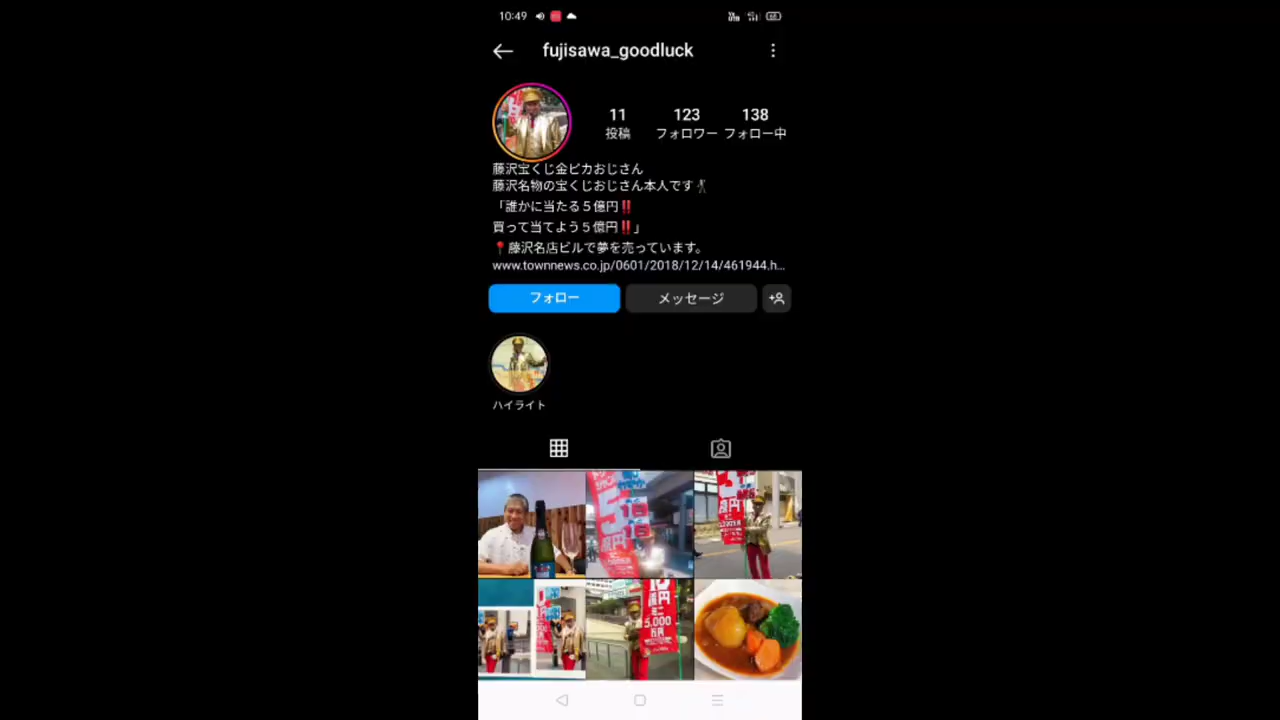 10:49
fujisawa_goodluck
11
123
138
投稿
フォロワー
フォロー中
藤沢宝くじ金ピカおじさん
藤沢名物の宝くじおじさん本人です🕺
「誰かに当たる５億円‼️
買って当てよう５億円‼️」
📍藤沢名店ビルで夢を売っています。
www.townnews.co.jp/0601/2018/12/14/461944.h…
フォロー
メッセージ
ハイライト
5,000
万円